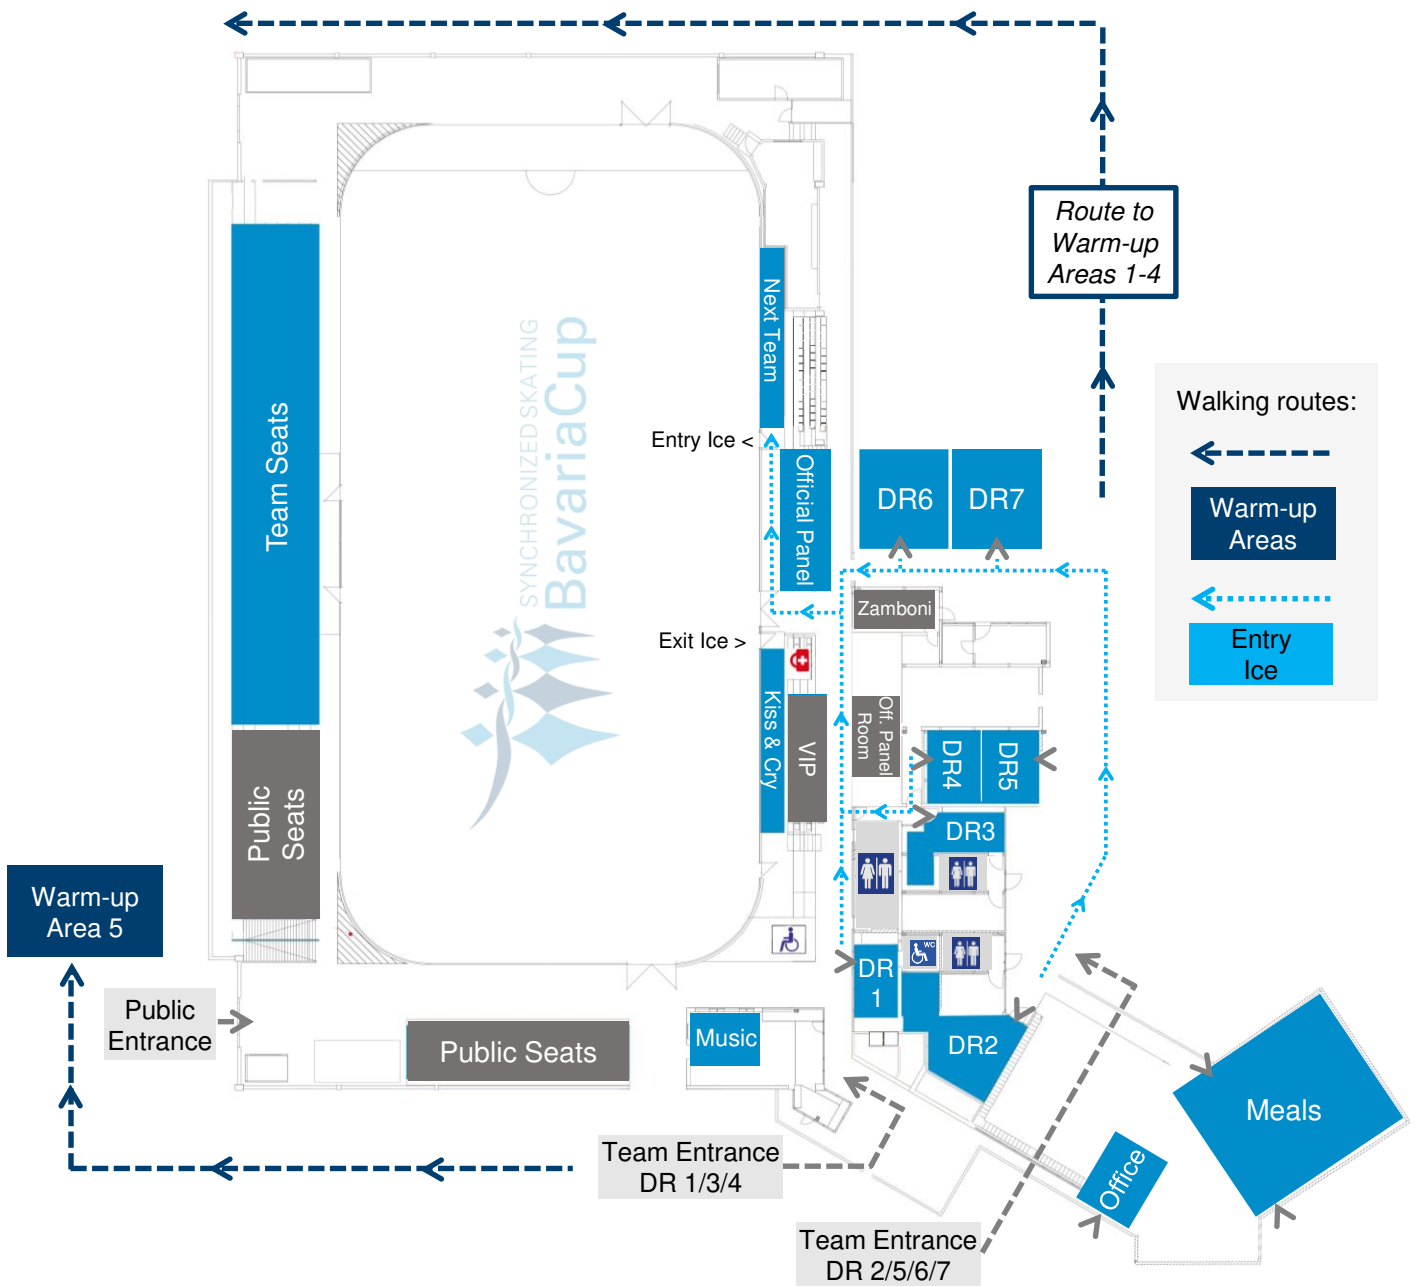 Route to
Warm-up
Areas 1-4
Walking routes:
Warm-up
Areas
Entry
Ice
Next Team
Team Seats
SYNCHRONIZED SKATING
BavariaCup
Entry Ice <
Official Panel
DR6
DR7
Zamboni
Exit Ice >
Kiss & Cry
VIP
Off. Panel
Room
DR4
DR5
DR3
Public
Seats
Warm-up
Area 5
WC
DR
1
DR2
Public
Entrance
Public Seats
Music
Meals
Office
Team Entrance
DR 1/3/4
Team Entrance
DR 2/5/6/7